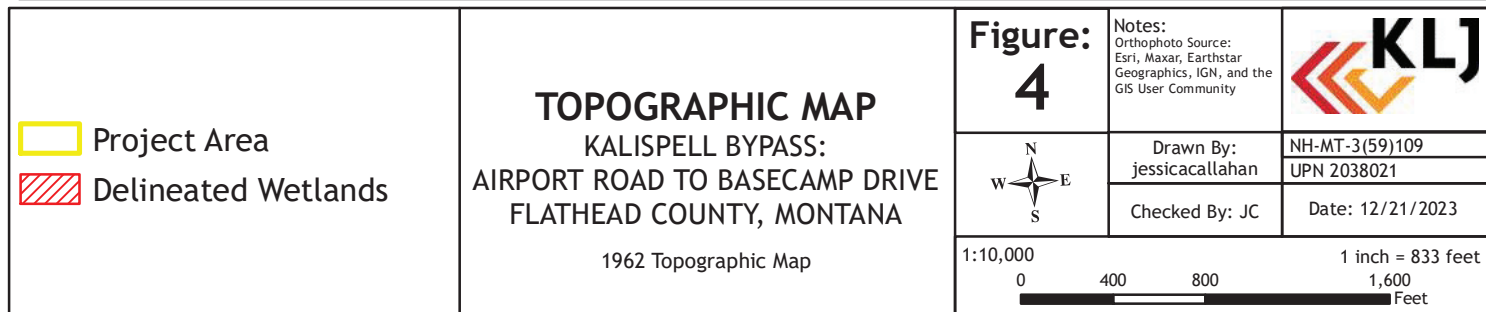 Project Area
Delineated Wetlands
TOPOGRAPHIC MAP
KALISPELL BYPASS:
AIRPORT ROAD TO BASECAMP DRIVE
FLATHEAD COUNTY, MONTANA
1962 Topographic Map
Figure:
4
Notes:
Orthophoto Source:
Esri, Maxar, Earthstar
Geographics, IGN, and the
GIS User Community
KLJ
N
W E
S
Drawn By:
jessicacallahan
Checked By: JC
NH-MT-3(59)109
UPN 2038021
Date: 12/21/2023
1:10,000 1 inch = 833 feet
0 400 800 1,600
Feet